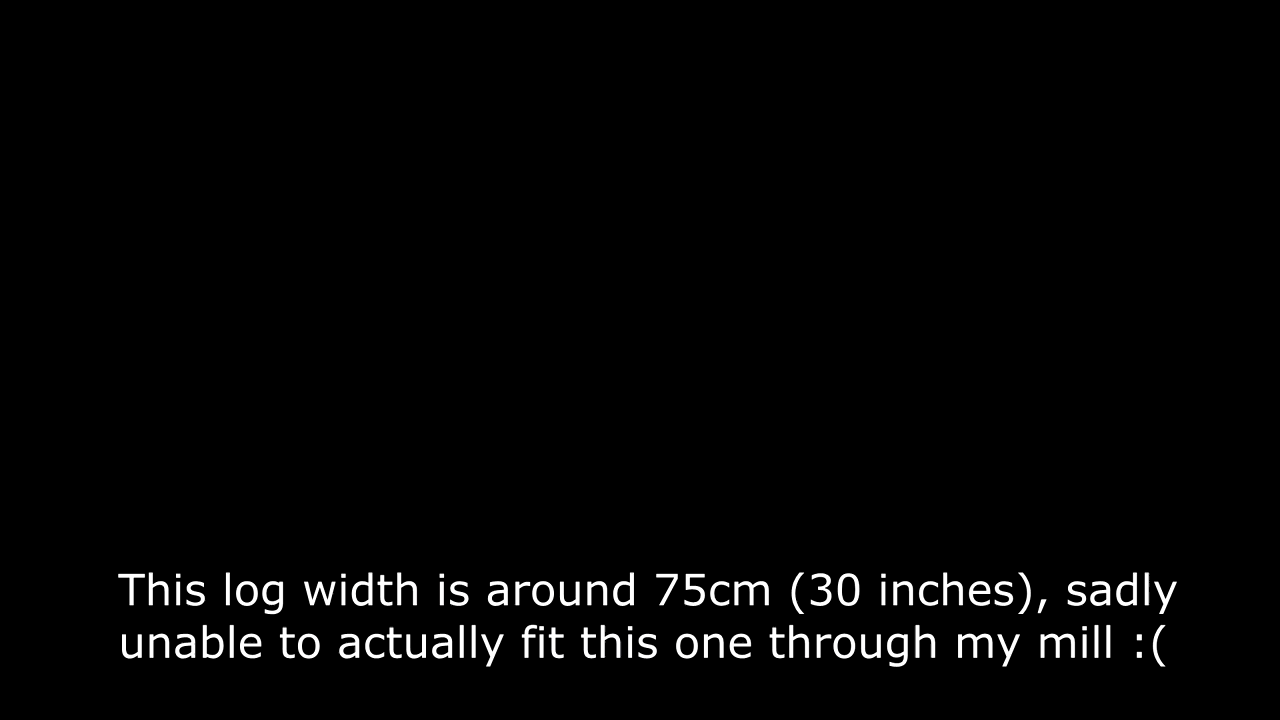 This log width is around 75cm (30 inches), sadly
unable to actually fit this one through my mill :(